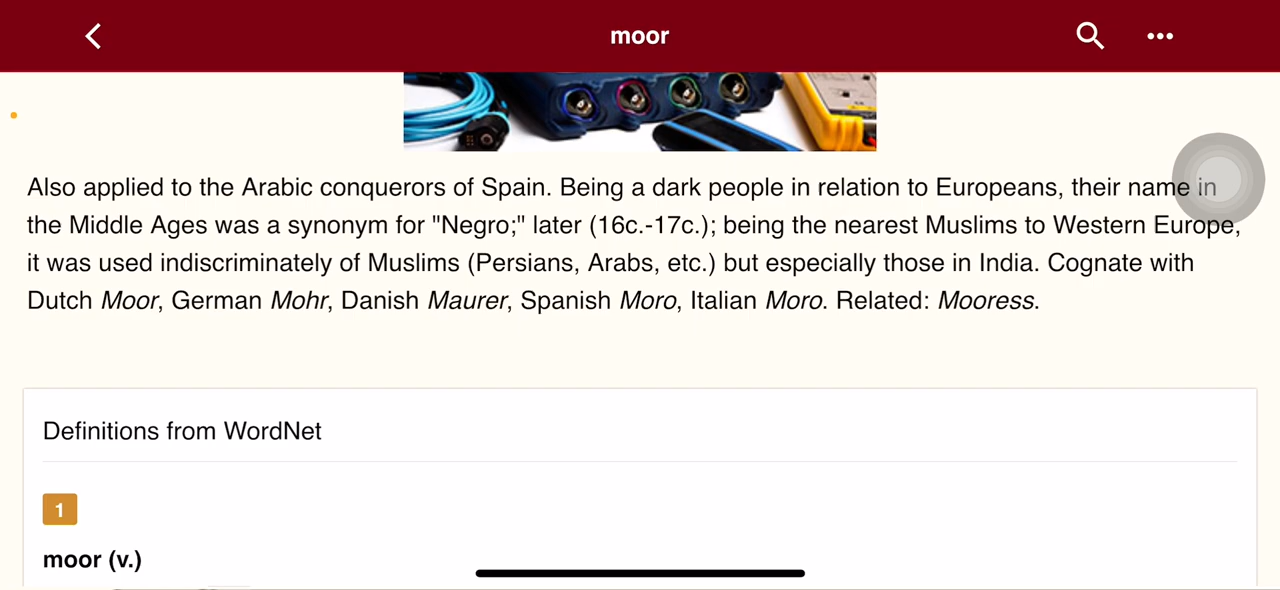 moor
Also applied to the Arabic conquerors of Spain. Being a dark people in relation to Europeans, their name in
the Middle Ages was a synonym for "Negro;" later (16c.-17c.); being the nearest Muslims to Western Europe,
it was used indiscriminately of Muslims (Persians, Arabs, etc.) but especially those in India. Cognate with
Dutch Moor, German Mohr, Danish Maurer, Spanish Moro, Italian Moro. Related: Mooress.
Definitions from WordNet
1
moor (v.)